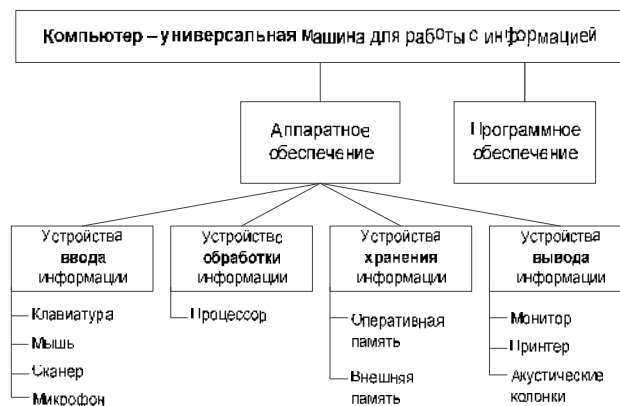 Компьютер – универсальная машина для работы с информацией
Аппаратное
обеспечение
Программное
обеспечение
Устройства
ввода
информации
Устройство
обработки
информации
Устройства
хранения
информации
Устройства
вывода
информации
Клавиатура
Мышь
Сканер
Микрофон
Процессор
Оперативная
память
Внешняя
память
Монитор
Принтер
Акустические
колонки